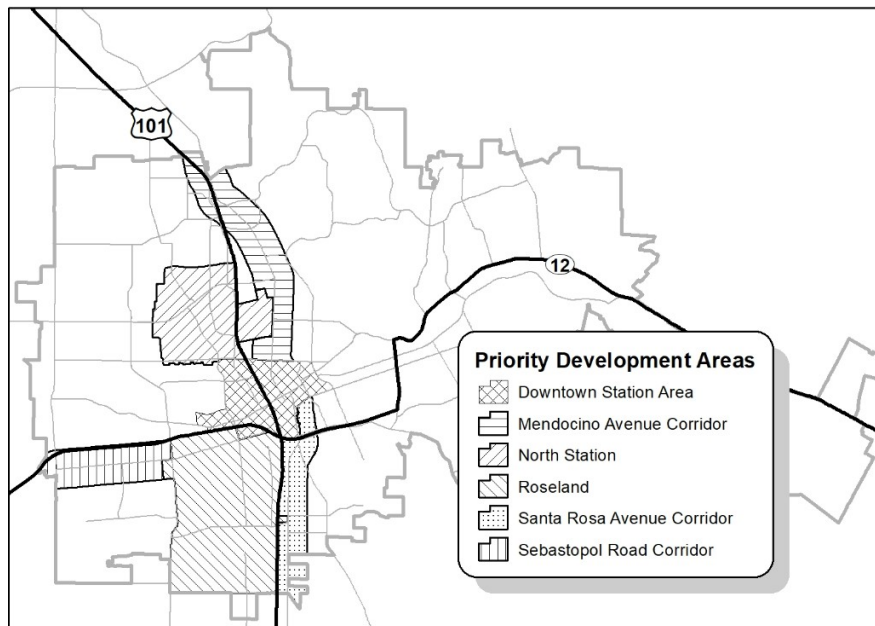 101
12
Priority Development Areas
Downtown Station Area
Mendocino Avenue Corridor
North Station
Roseland
Santa Rosa Avenue Corridor
Sebastopol Road Corridor